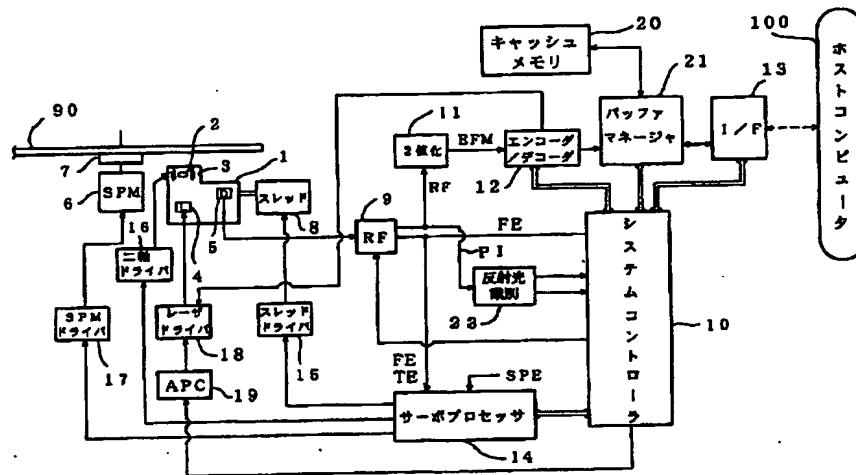 20
キャッシュ
メモリ
100
ホストコンピュータ
21
バッファ
マネージャ
13
I/F
90
2
7
3
1
11
2値化
EFM
エンコーダ
/デコーダ
12
SPM
6
スレッド
8
RF
9
RF
FE
16
二軸
ドライバ
4
5
PI
反射光
識別
23
システムコントローラ
10
SPM
ドライバ
17
レーザ
ドライバ
18
スレッド
ドライバ
15
FE
TE
SPE
APC
19
サーボプロセッサ
14